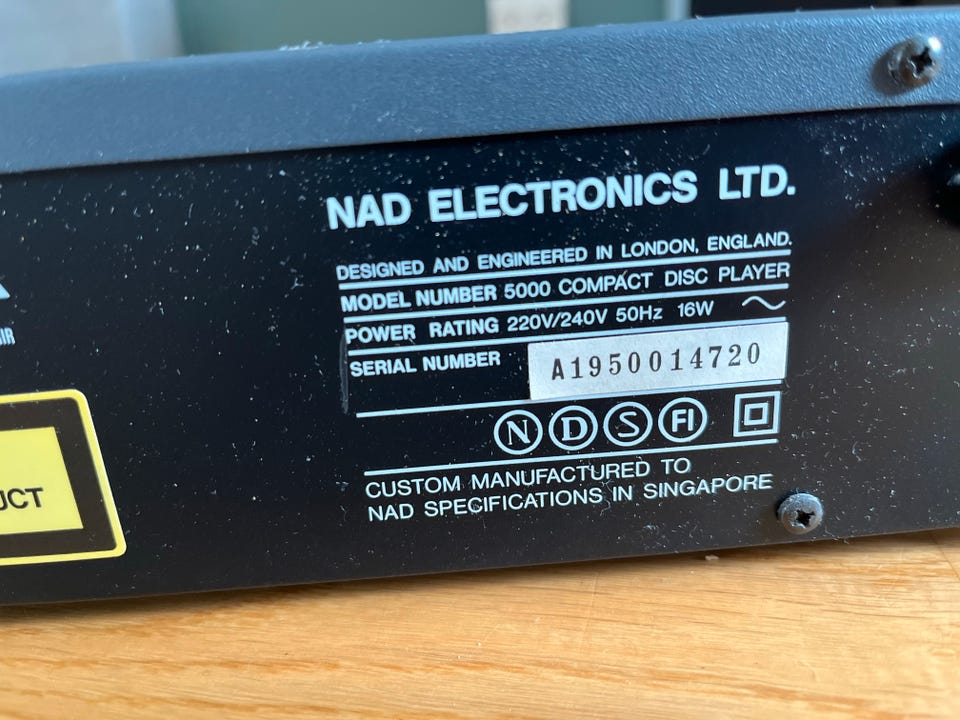 NAD ELECTRONICS LTD.
DESIGNED AND ENGINEERED IN LONDON, ENGLAND.
MODEL NUMBER 5000 COMPACT DISC PLAYER
POWER RATING 220V/240V 50Hz 16W
SERIAL NUMBER A1950014720
N D S FI
CUSTOM MANUFACTURED TO
NAD SPECIFICATIONS IN SINGAPORE